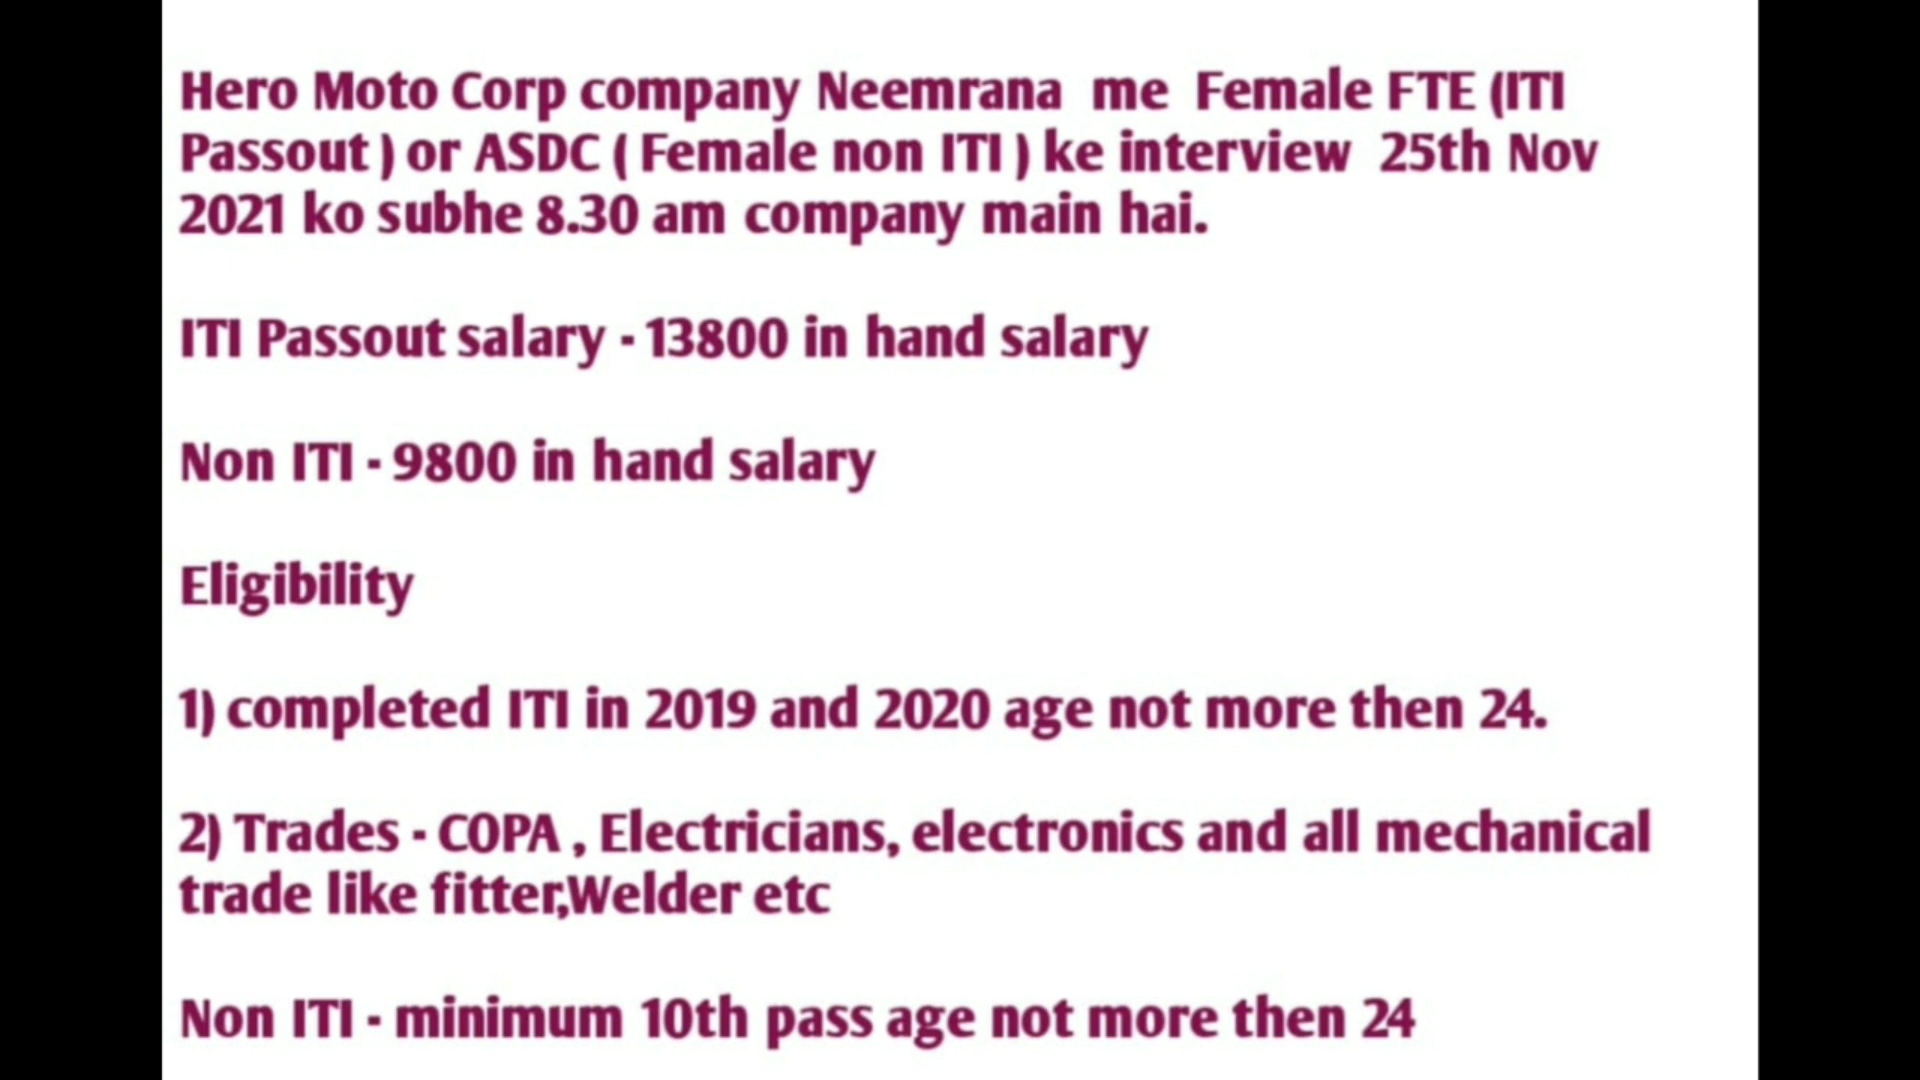 Hero Moto Corp company Neemrana me Female FTE (ITI
Passout ) or ASDC ( Female non ITI ) ke interview 25th Nov
2021 ko subhe 8.30 am company main hai.
ITI Passout salary - 13800 in hand salary
Non ITI - 9800 in hand salary
Eligibility
1) completed ITI in 2019 and 2020 age not more then 24.
2) Trades - COPA , Electricians, electronics and all mechanical
trade like fitter,Welder etc
Non ITI - minimum 10th pass age not more then 24